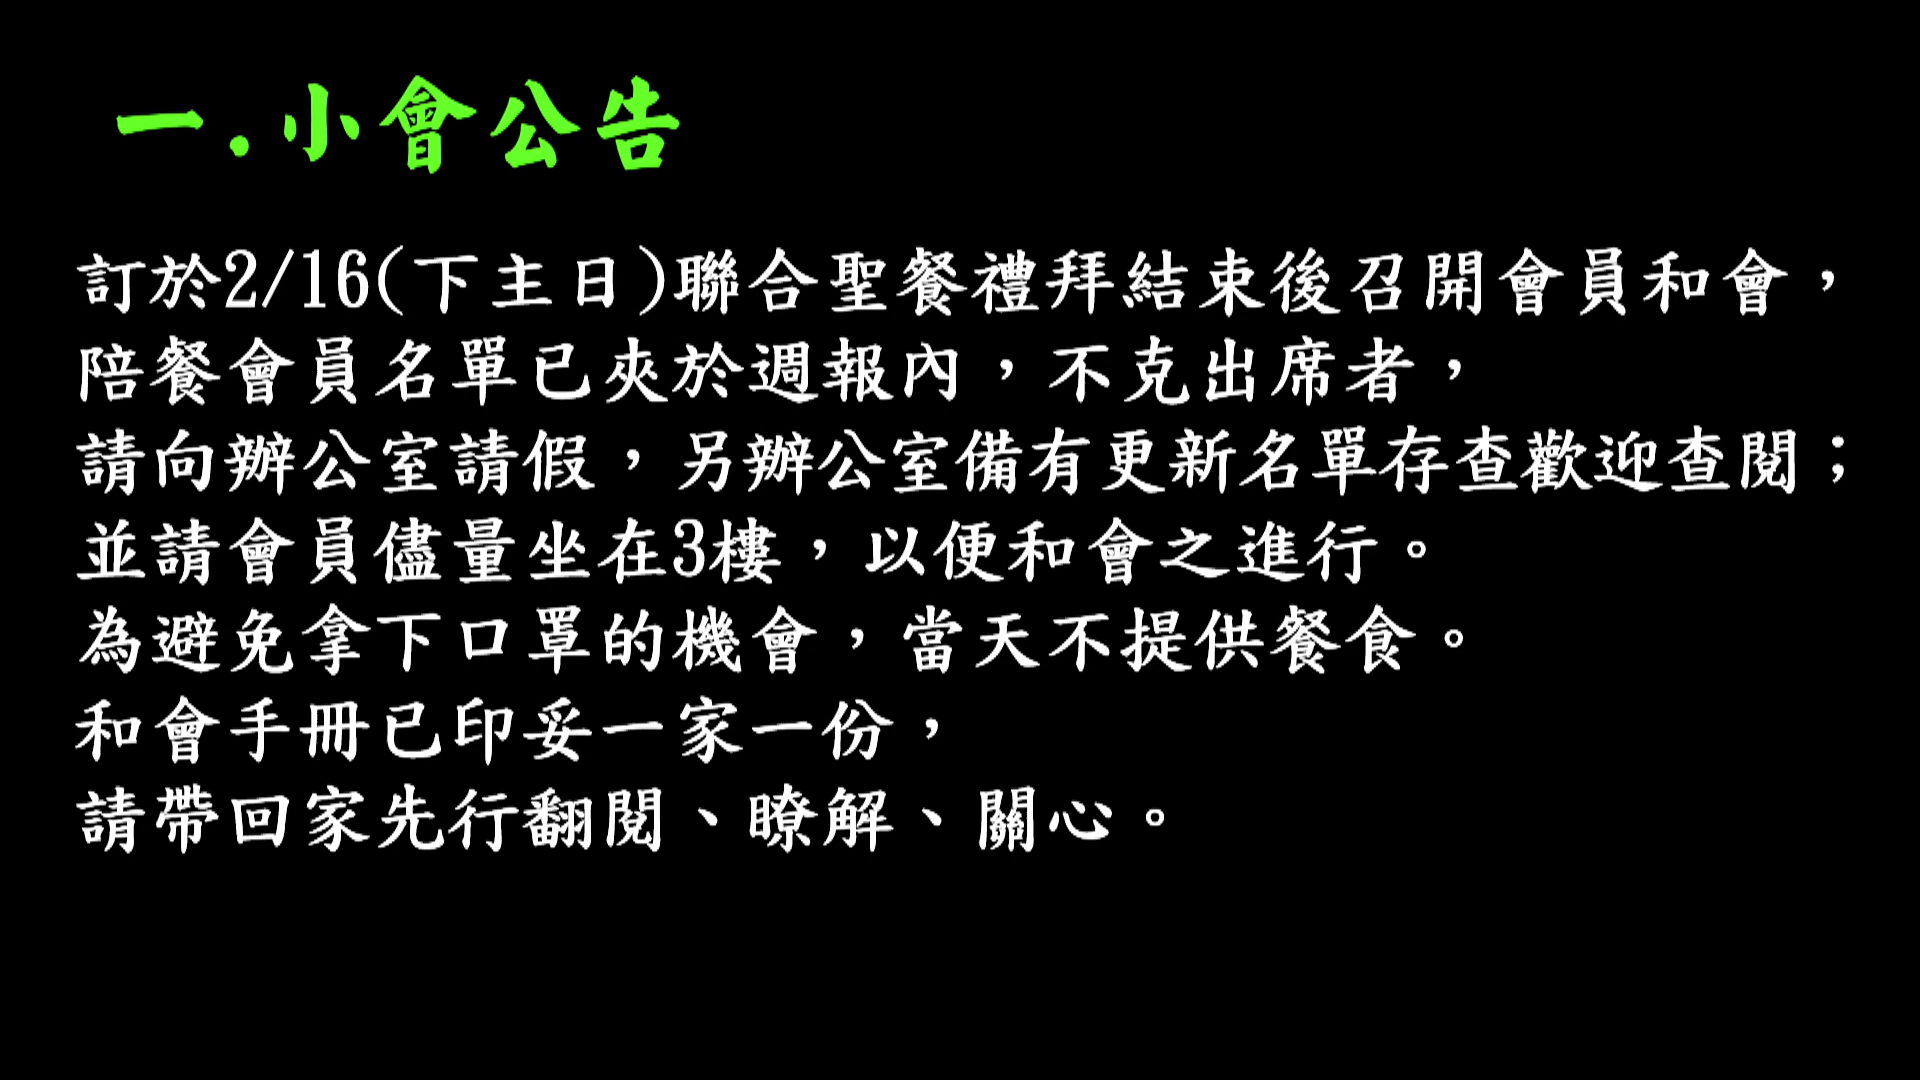 一.小會公告
訂於2/16(下主日)聯合聖餐禮拜結束後召開會員和會，
陪餐會員名單已夾於週報內，不克出席者，
請向辦公室請假，另辦公室備有更新名單存查歡迎查閱；
並請會員儘量坐在3樓，以便和會之進行。
為避免拿下口罩的機會，當天不提供餐食。
和會手冊已印妥一家一份，
請帶回家先行翻閱、瞭解、關心。